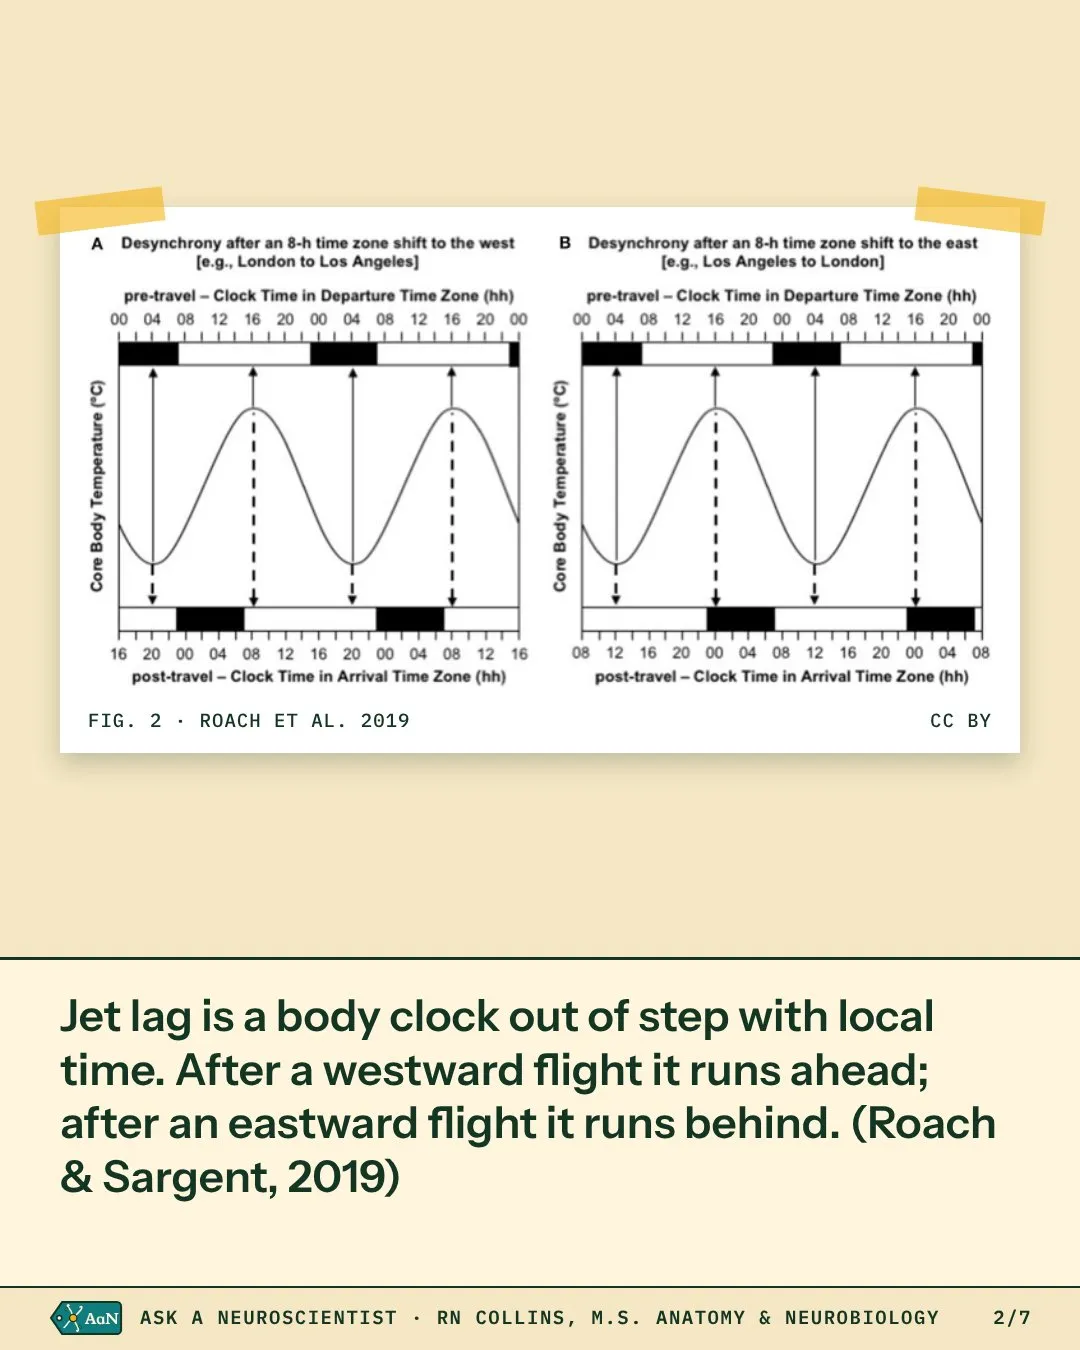 A Desynchrony after an 8-h time zone shift to the west
[e.g., London to Los Angeles]
pre-travel – Clock Time in Departure Time Zone (hh)
00 04 08 12 16 20 00 04 08 12 16 20 00
Core Body Temperature (°C)
16 20 00 04 08 12 16 20 00 04 08 12 16
post-travel – Clock Time in Arrival Time Zone (hh)
B Desynchrony after an 8-h time zone shift to the east
[e.g., Los Angeles to London]
pre-travel – Clock Time in Departure Time Zone (hh)
00 04 08 12 16 20 00 04 08 12 16 20 00
Core Body Temperature (°C)
08 12 16 20 00 04 08 12 16 20 00 04 08
post-travel – Clock Time in Arrival Time Zone (hh)
FIG. 2 · ROACH ET AL. 2019
CC BY
Jet lag is a body clock out of step with local
time. After a westward flight it runs ahead;
after an eastward flight it runs behind. (Roach
& Sargent, 2019)
AaN ASK A NEUROSCIENTIST · RN COLLINS, M.S. ANATOMY & NEUROBIOLOGY 2/7